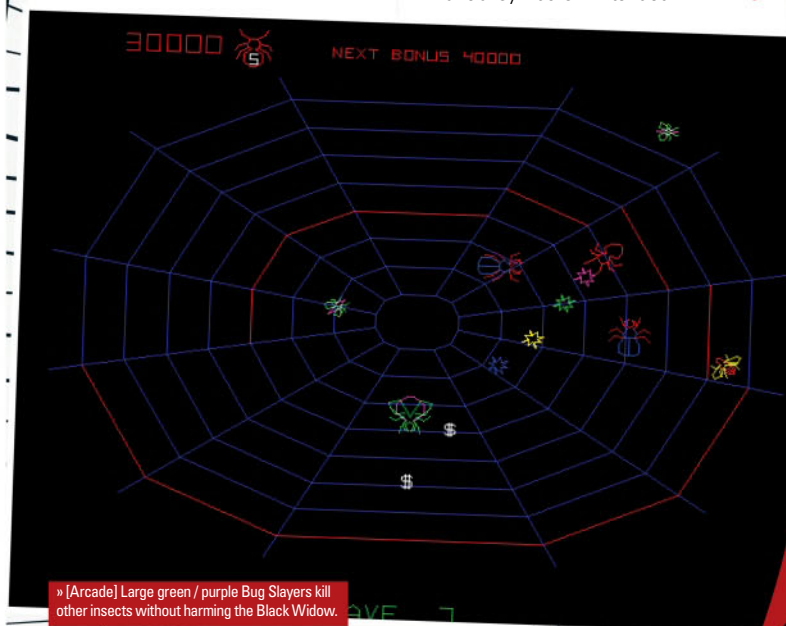 30000 5 NEXT BONUS 40000
$
$
» [Arcade] Large green / purple Bug Slayers kill
other insects without harming the Black Widow.